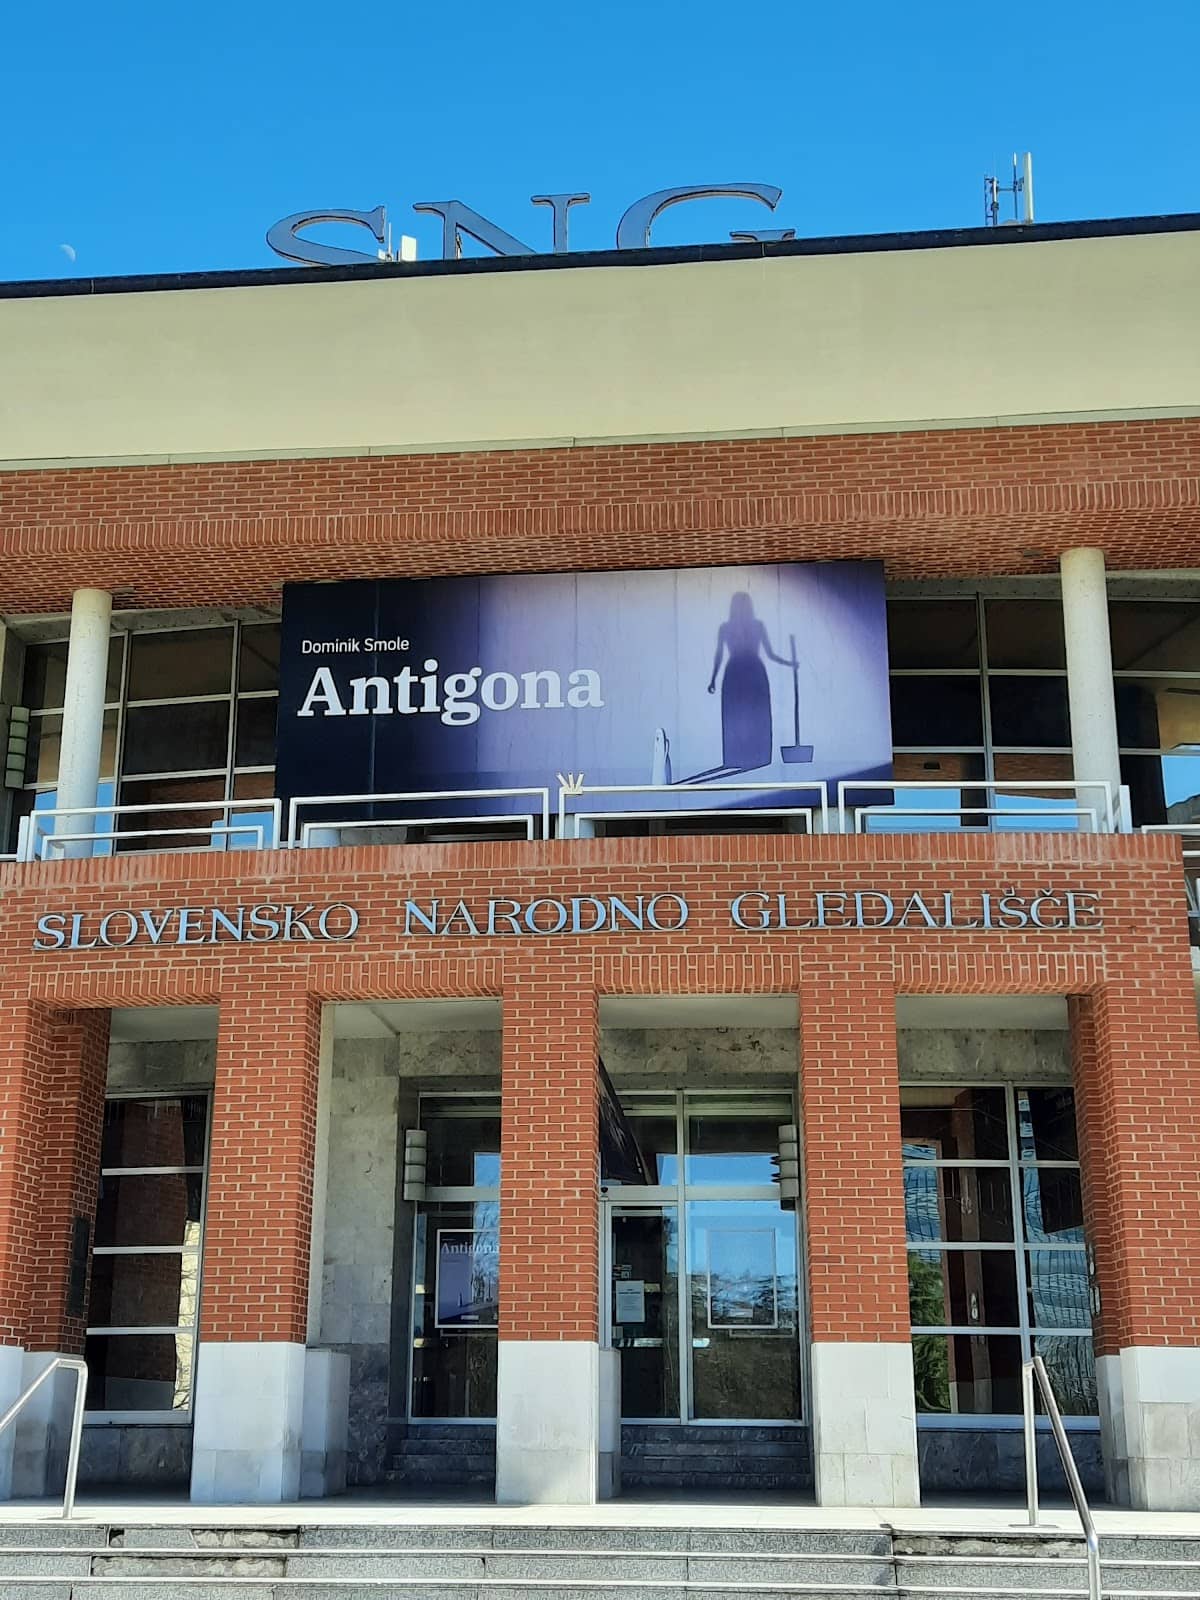 SNG
Dominik Smole
Antigona
SLOVENSKO NARODNO GLEDALIŠČE
Antigona